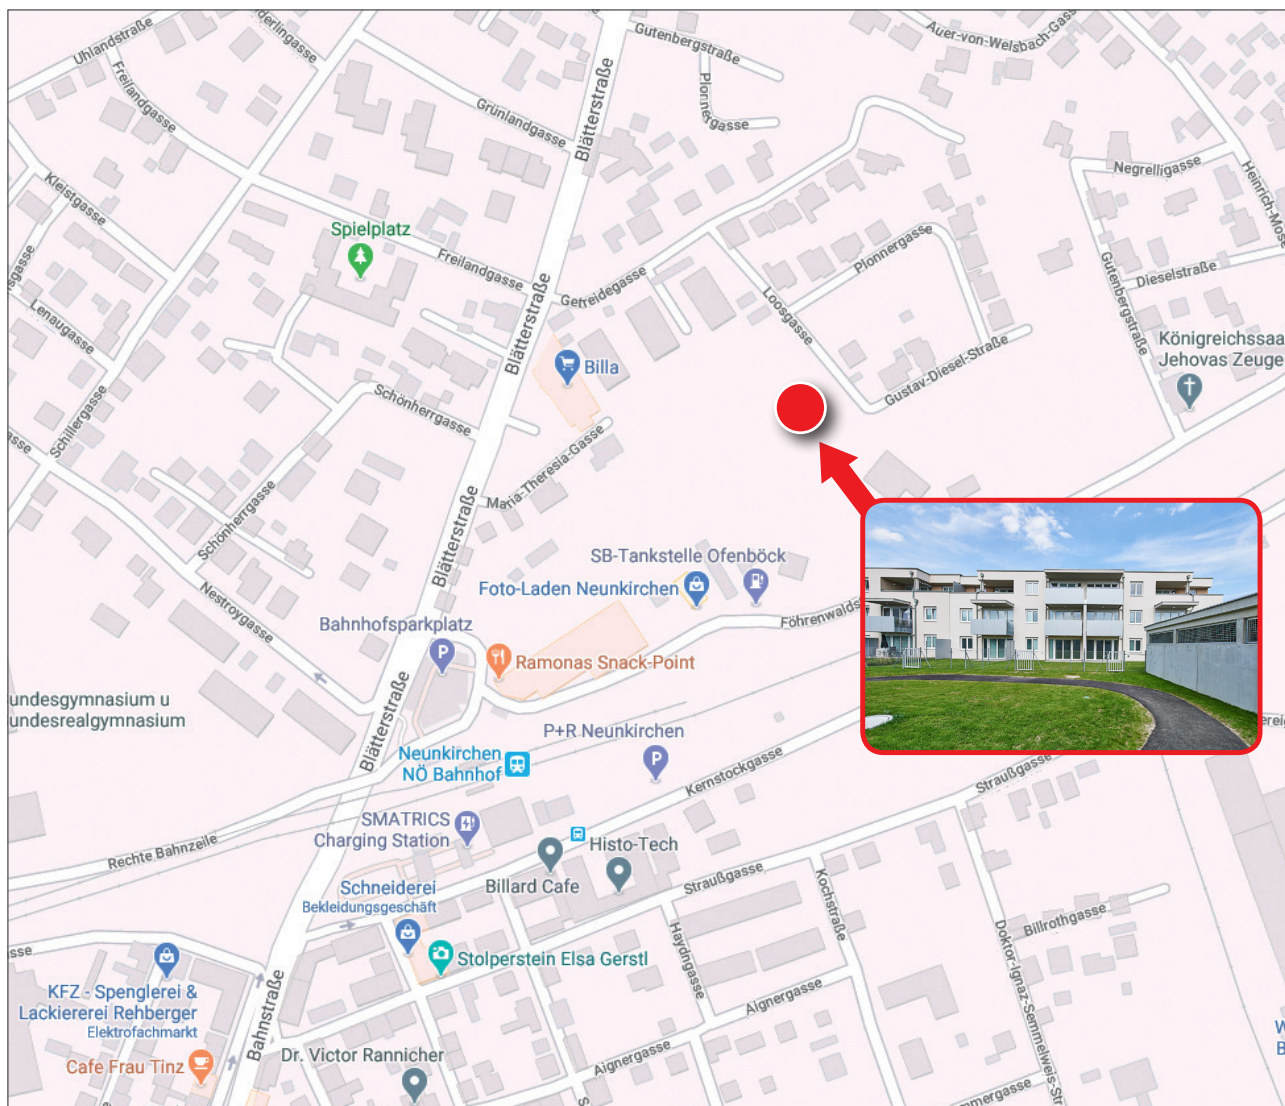 Uhlandstraße
Freilandgasse
Grünlandgasse
Blätterstraße
Gutenbergstraße
Plonnergasse
Auer-von-Welsbach-Gasse
Negrelligasse
Kleistgasse
Spielplatz
Freilandgasse
Getreidegasse
Plonnergasse
Loosgasse
Dieselstraße
Gutenbergstraße
Lenaugasse
Blätterstraße
Billa
Gustav-Diesel-Straße
Königreichssaa
Jehovas Zeuge
Schillergasse
Schönherrgasse
Maria-Theresia-Gasse
Schönherrgasse
Blätterstraße
SB-Tankstelle Ofenböck
Foto-Laden Neunkirchen
Nestroygasse
Bahnhofsparkplatz
Föhrenwalds
Ramonas Snack-Point
undesgymnasium u
undesrealgymnasium
Blätterstraße
P+R Neunkirchen
Neunkirchen
NÖ Bahnhof
Kernstockgasse
Straußgasse
SMATRICS
Charging Station
Rechte Bahnzeile
Histo-Tech
Billard Cafe
Straußgasse
Kochstraße
Schneiderei
Bekleidungsgeschäft
Haydngasse
Billrothgasse
Doktor-Ignaz-Semmelweis-Str
Stolperstein Elsa Gerstl
KFZ - Spenglerei &
Lackiererei Rehberger
Elektrofachmarkt
Bahnstraße
Aignergasse
Dr. Victor Rannicher
Aignergasse
Cafe Frau Tinz